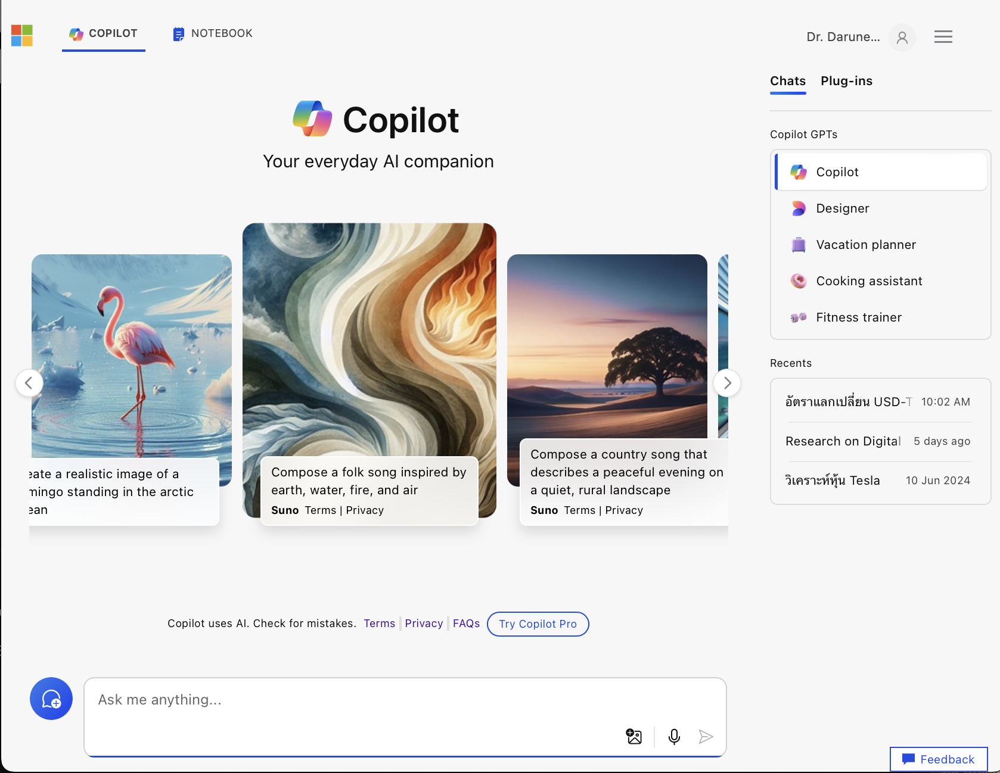 COPILOT
NOTEBOOK
Dr. Darune...
Chats
Plug-ins
Copilot
Your everyday AI companion
Copilot GPTs
Copilot
Designer
Vacation planner
Cooking assistant
Fitness trainer
Recents
อัตราแลกเปลี่ยน USD-T 10:02 AM
Research on Digital 5 days ago
วิเคราะห์หุ้น Tesla 10 Jun 2024
eate a realistic image of a
mingo standing in the arctic
ean
Compose a folk song inspired by
earth, water, fire, and air
Suno Terms | Privacy
Compose a country song that
describes a peaceful evening on
a quiet, rural landscape
Suno Terms | Privacy
Copilot uses AI. Check for mistakes. Terms Privacy FAQs Try Copilot Pro
Ask me anything...
Feedback